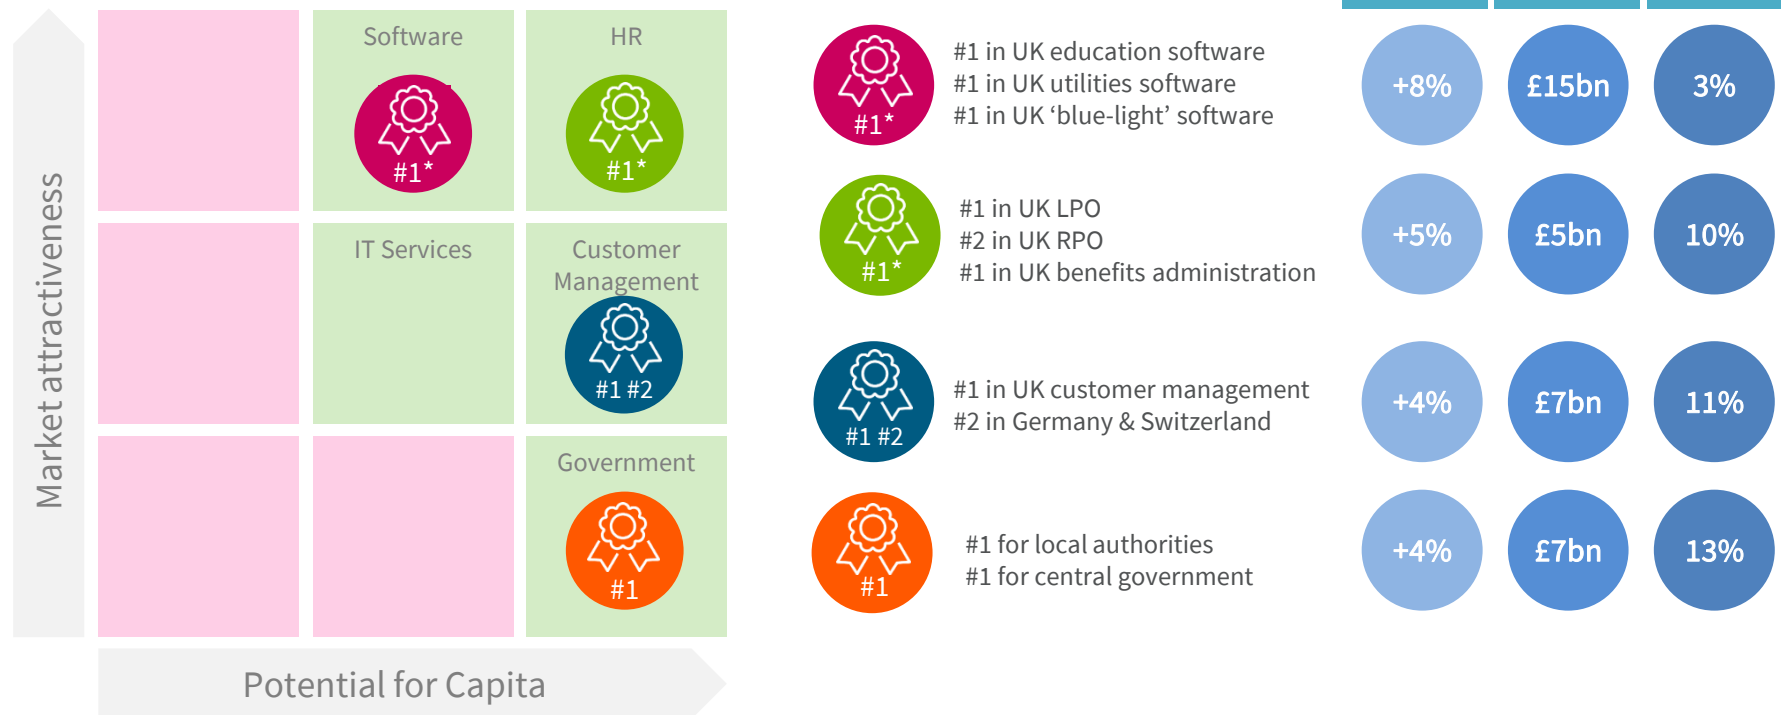 Market attractiveness
Software
#1*
HR
#1*
IT Services
Customer
Management
#1 #2
Government
#1
Potential for Capita
#1*
#1 in UK education software
#1 in UK utilities software
#1 in UK ‘blue-light’ software
+8%
£15bn
3%
#1*
#1 in UK LPO
#2 in UK RPO
#1 in UK benefits administration
+5%
£5bn
10%
#1 #2
#1 in UK customer management
#2 in Germany & Switzerland
+4%
£7bn
11%
#1
#1 for local authorities
#1 for central government
+4%
£7bn
13%